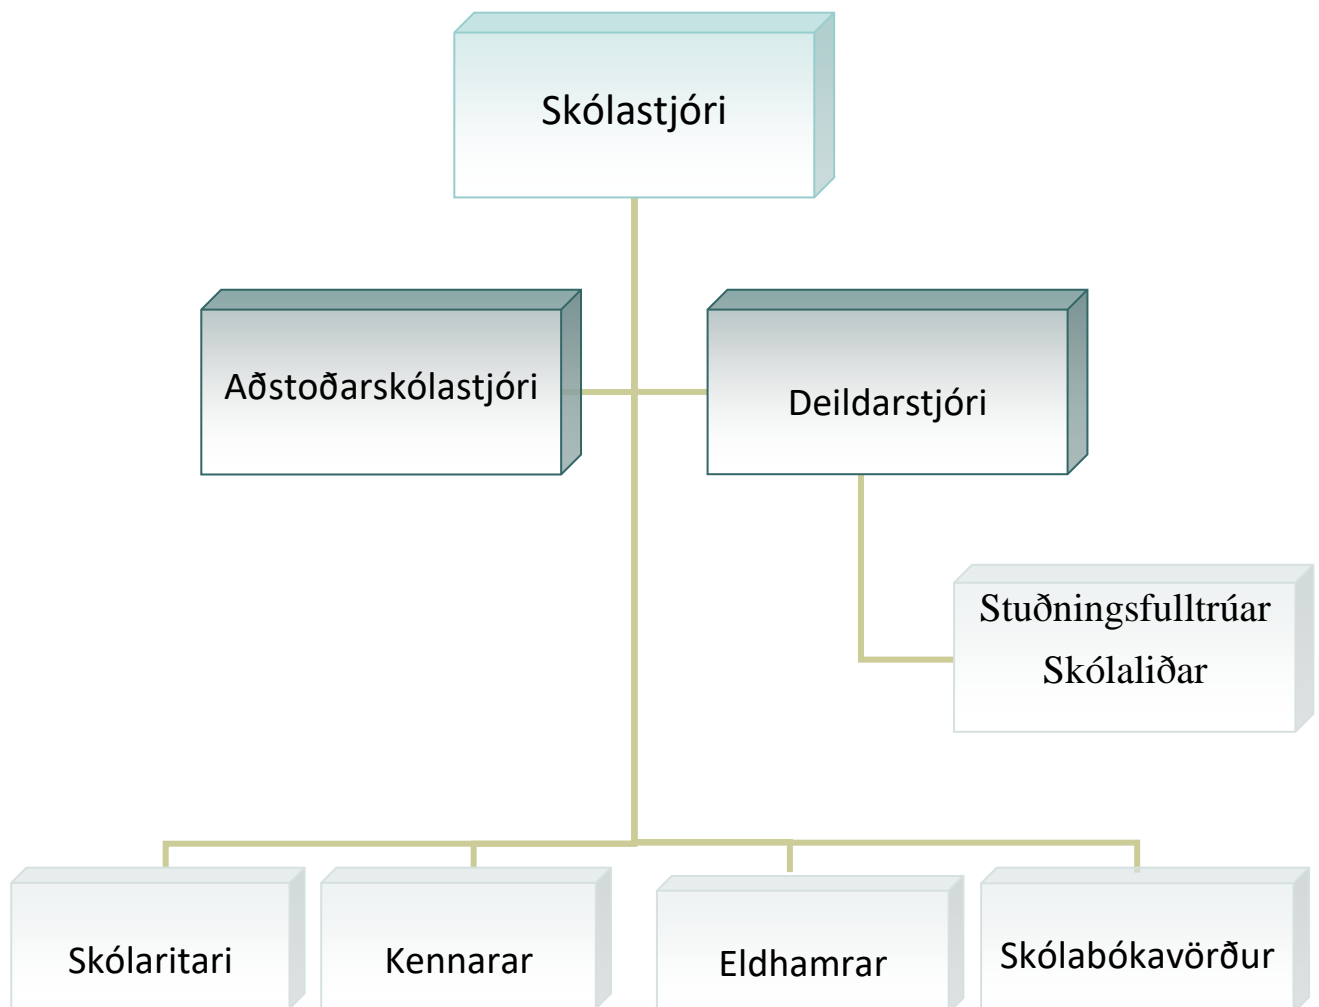 Skólastjóri
Aðstoðarskólastjóri
Deildarstjóri
Stuðningsfulltrúar
Skólaliðar
Skólaritari
Kennarar
Eldhamrar
Skólabókavörður